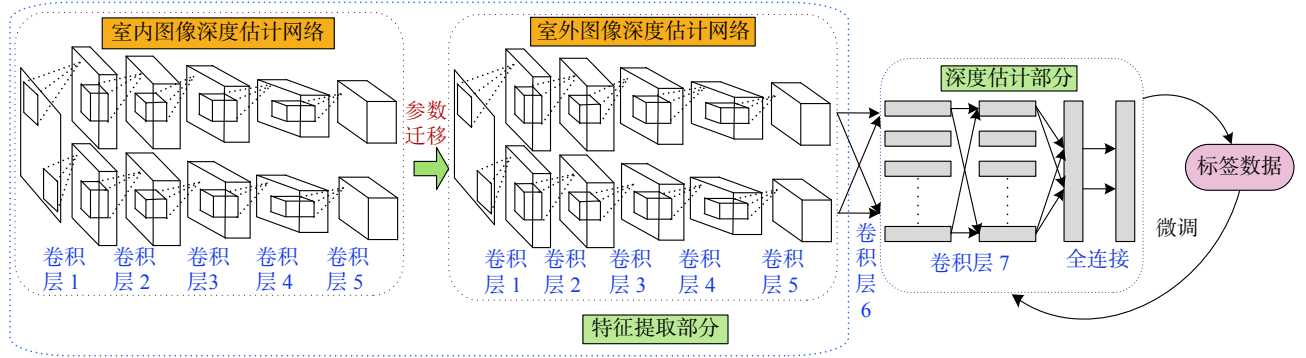 室内图像深度估计网络
室外图像深度估计网络
深度估计部分
参数
迁移
标签数据
微调
卷积
层 1
卷积
层 2
卷积
层3
卷积
层 4
卷积
层 5
卷积
层 1
卷积
层 2
卷积
层 3
卷积
层 4
卷积
层 5
卷
积
层
6
卷积层 7
全连接
特征提取部分